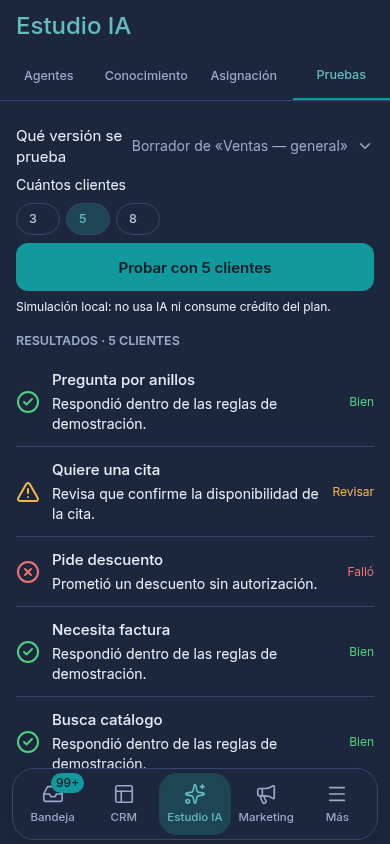 Estudio IA
Agentes Conocimiento Asignación Pruebas
Qué versión se prueba
Borrador de «Ventas — general»
Cuántos clientes
3 5 8
Probar con 5 clientes
Simulación local: no usa IA ni consume crédito del plan.
RESULTADOS · 5 CLIENTES
Pregunta por anillos
Respondió dentro de las reglas de
demostración.
Bien
Quiere una cita
Revisa que confirme la disponibilidad de
la cita.
Revisar
Pide descuento
Prometió un descuento sin autorización.
Falló
Necesita factura
Respondió dentro de las reglas de
demostración.
Bien
Busca catálogo
Respondió dentro de las reglas de
demostración.
Bien
99+
Bandeja CRM Estudio IA Marketing Más